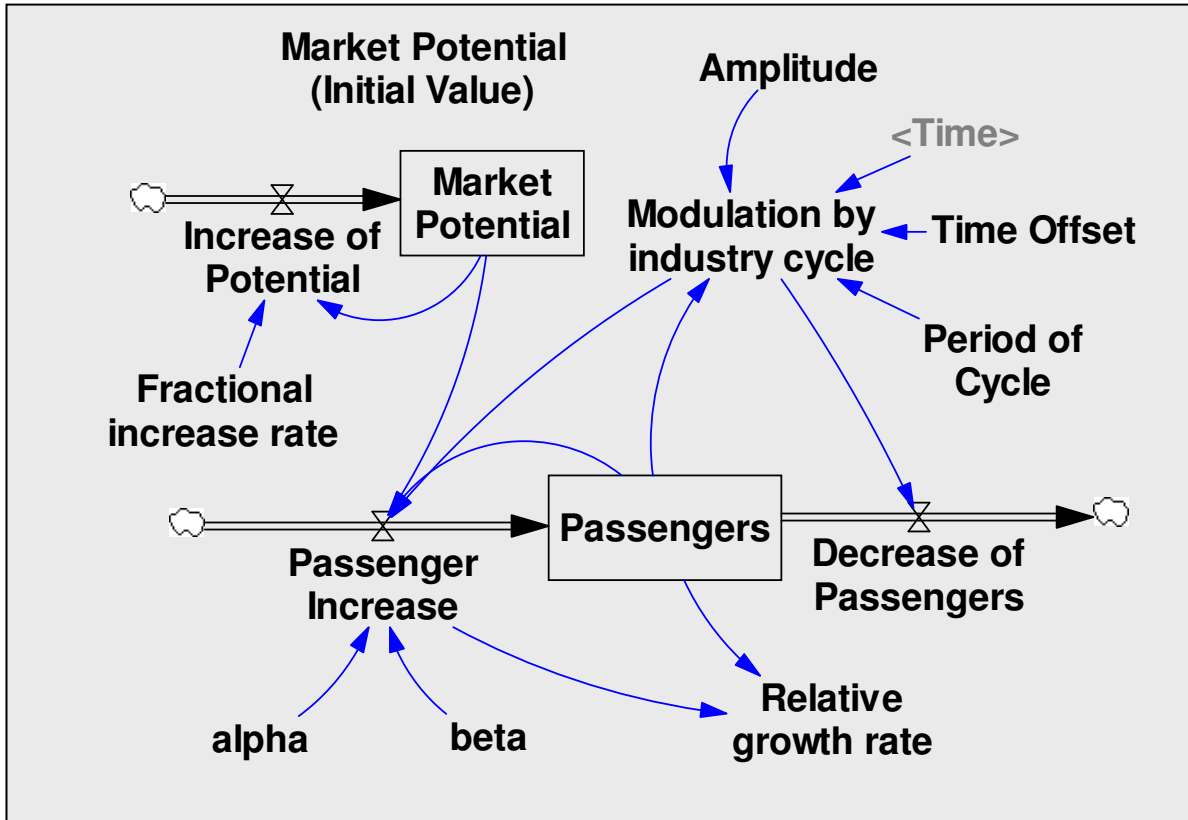 Market Potential
(Initial Value)
Amplitude
<Time>
Market
Potential
Modulation by
industry cycle
Time Offset
Increase of
Potential
Period of
Cycle
Fractional
increase rate
Passengers
Passenger
Increase
Decrease of
Passengers
alpha
beta
Relative
growth rate